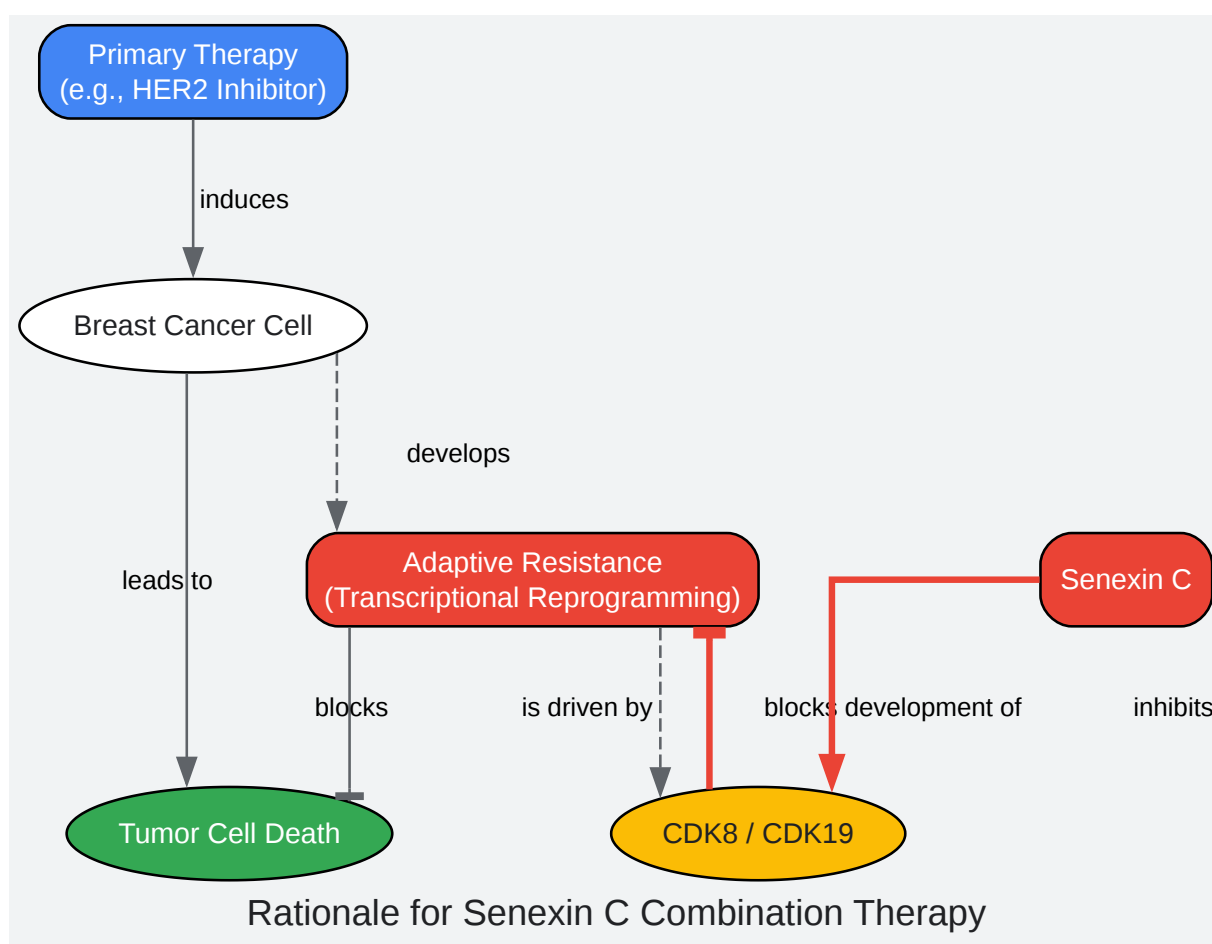 Primary Therapy
(e.g., HER2 Inhibitor)
induces
Breast Cancer Cell
develops
Adaptive Resistance
(Transcriptional Reprogramming)
Senexin C
leads to
blocks
is driven by
blocks development of
inhibits
Tumor Cell Death
CDK8 / CDK19
Rationale for Senexin C Combination Therapy